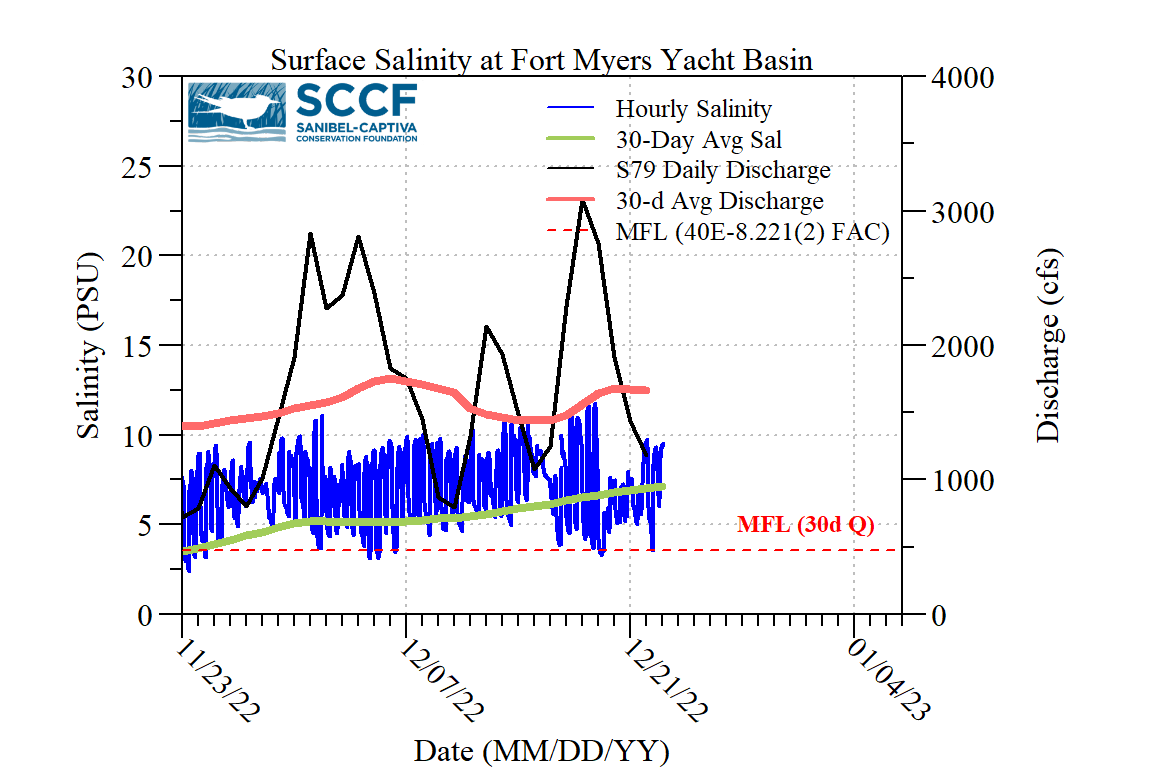 Surface Salinity at Fort Myers Yacht Basin
SCCF
SANIBEL-CAPTIVA
CONSERVATION FOUNDATION
Hourly Salinity
30-Day Avg Sal
S79 Daily Discharge
30-d Avg Discharge
MFL (40E-8.221(2) FAC)
30
25
20
15
10
5
0
Salinity (PSU)
4000
3000
2000
1000
0
Discharge (cfs)
MFL (30d Q)
11/23/22
12/07/22
12/21/22
01/04/23
Date (MM/DD/YY)